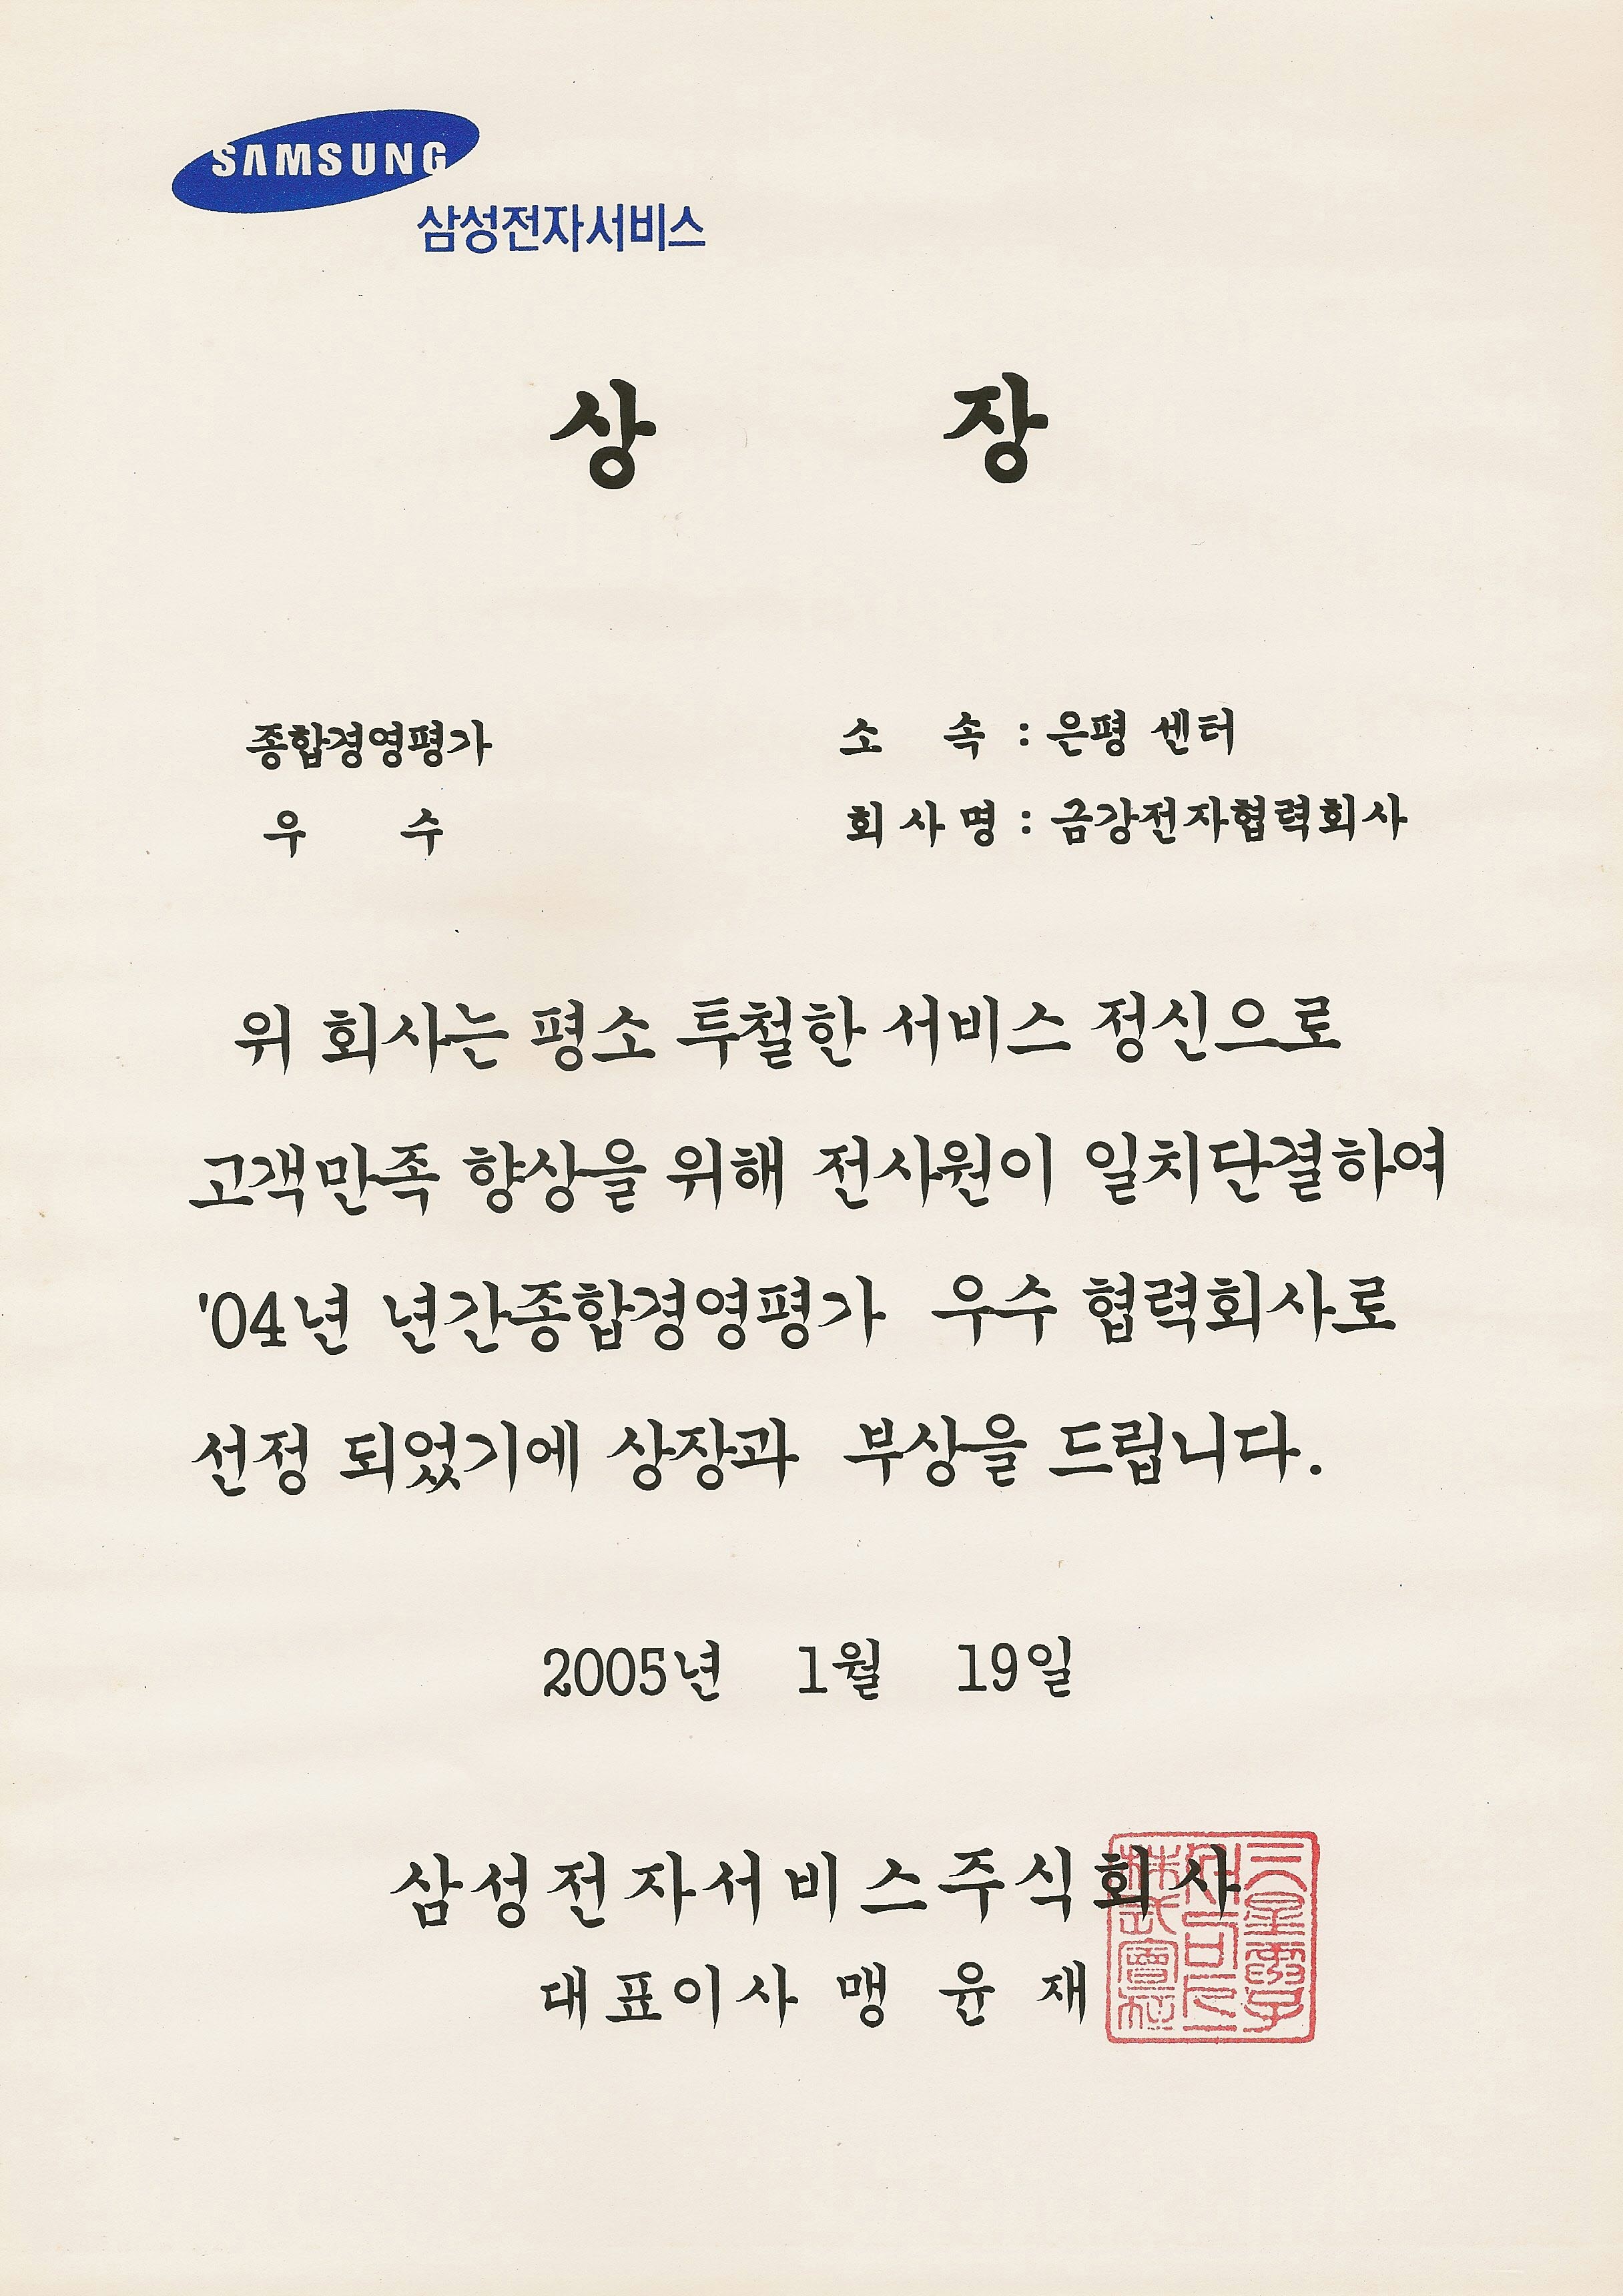 SAMSUNG
삼성전자서비스
상 장
종합경영평가
우 수
소 속 : 은평 센터
회 사 명 : 금강전자협력회사
위 회사는 평소 투철한 서비스 정신으로
고객만족 향상을 위해 전사원이 일치단결하여
'04년 년간종합경영평가 우수 협력회사로
선정 되었기에 상장과 부상을 드립니다.
2005년 1월 19일
삼성전자서비스주식회사
대표이사 맹 윤 재